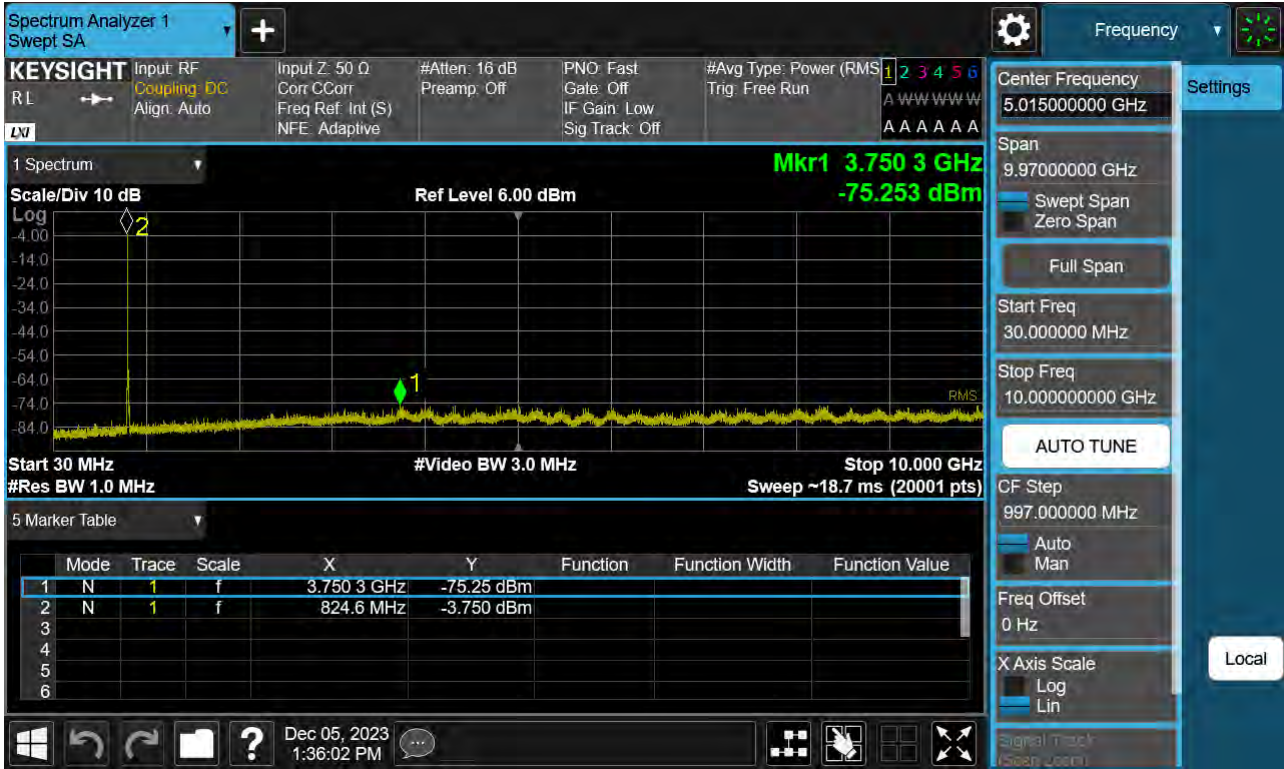 Spectrum Analyzer 1
Swept SA
+
Frequency
KEYSIGHT
RL
LXI
Input: RF
Coupling: DC
Align: Auto
Input Z: 50 Ω
Corr CCorr
Freq Ref: Int (S)
NFE: Adaptive
#Atten: 16 dB
Preamp: Off
PNO: Fast
Gate: Off
IF Gain: Low
Sig Track: Off
#Avg Type: Power (RMS
Trig: Free Run
1 2 3 4 5 6
A W W W W W
A A A A A A
1 Spectrum
Mkr1 3.750 3 GHz
Scale/Div 10 dB
Ref Level 6.00 dBm
-75.253 dBm
Log
2
-4.00
-14.0
-24.0
-34.0
-44.0
-54.0
-64.0
1
-74.0
RMS
-84.0
Start 30 MHz
#Video BW 3.0 MHz
Stop 10.000 GHz
#Res BW 1.0 MHz
Sweep ~18.7 ms (20001 pts)
5 Marker Table
Mode Trace Scale X Y Function Function Width Function Value
1 N 1 f 3.750 3 GHz -75.25 dBm
2 N 1 f 824.6 MHz -3.750 dBm
3
4
5
6
Center Frequency
5.015000000 GHz
Settings
Span
9.97000000 GHz
Swept Span
Zero Span
Full Span
Start Freq
30.000000 MHz
Stop Freq
10.000000000 GHz
AUTO TUNE
CF Step
997.000000 MHz
Auto
Man
Freq Offset
0 Hz
X Axis Scale
Log
Lin
Local
Signal Track
(Span Zoom)
?
Dec 05, 2023
1:36:02 PM